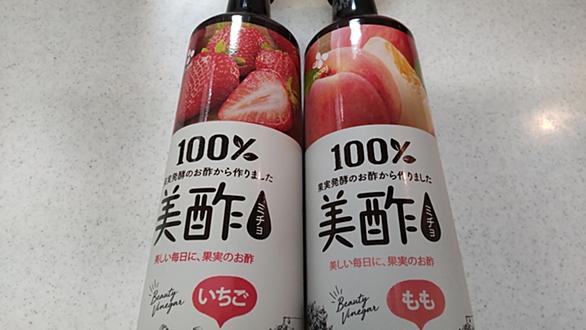 100%
果実発酵のお酢から作りました
美酢
ミチョ
美しい毎日に、果実のお酢
Beauty
Vinegar
いちご
100%
果実発酵のお酢から作りました
美酢
ミチョ
美しい毎日に、果実のお酢
Beauty
Vinegar
もも